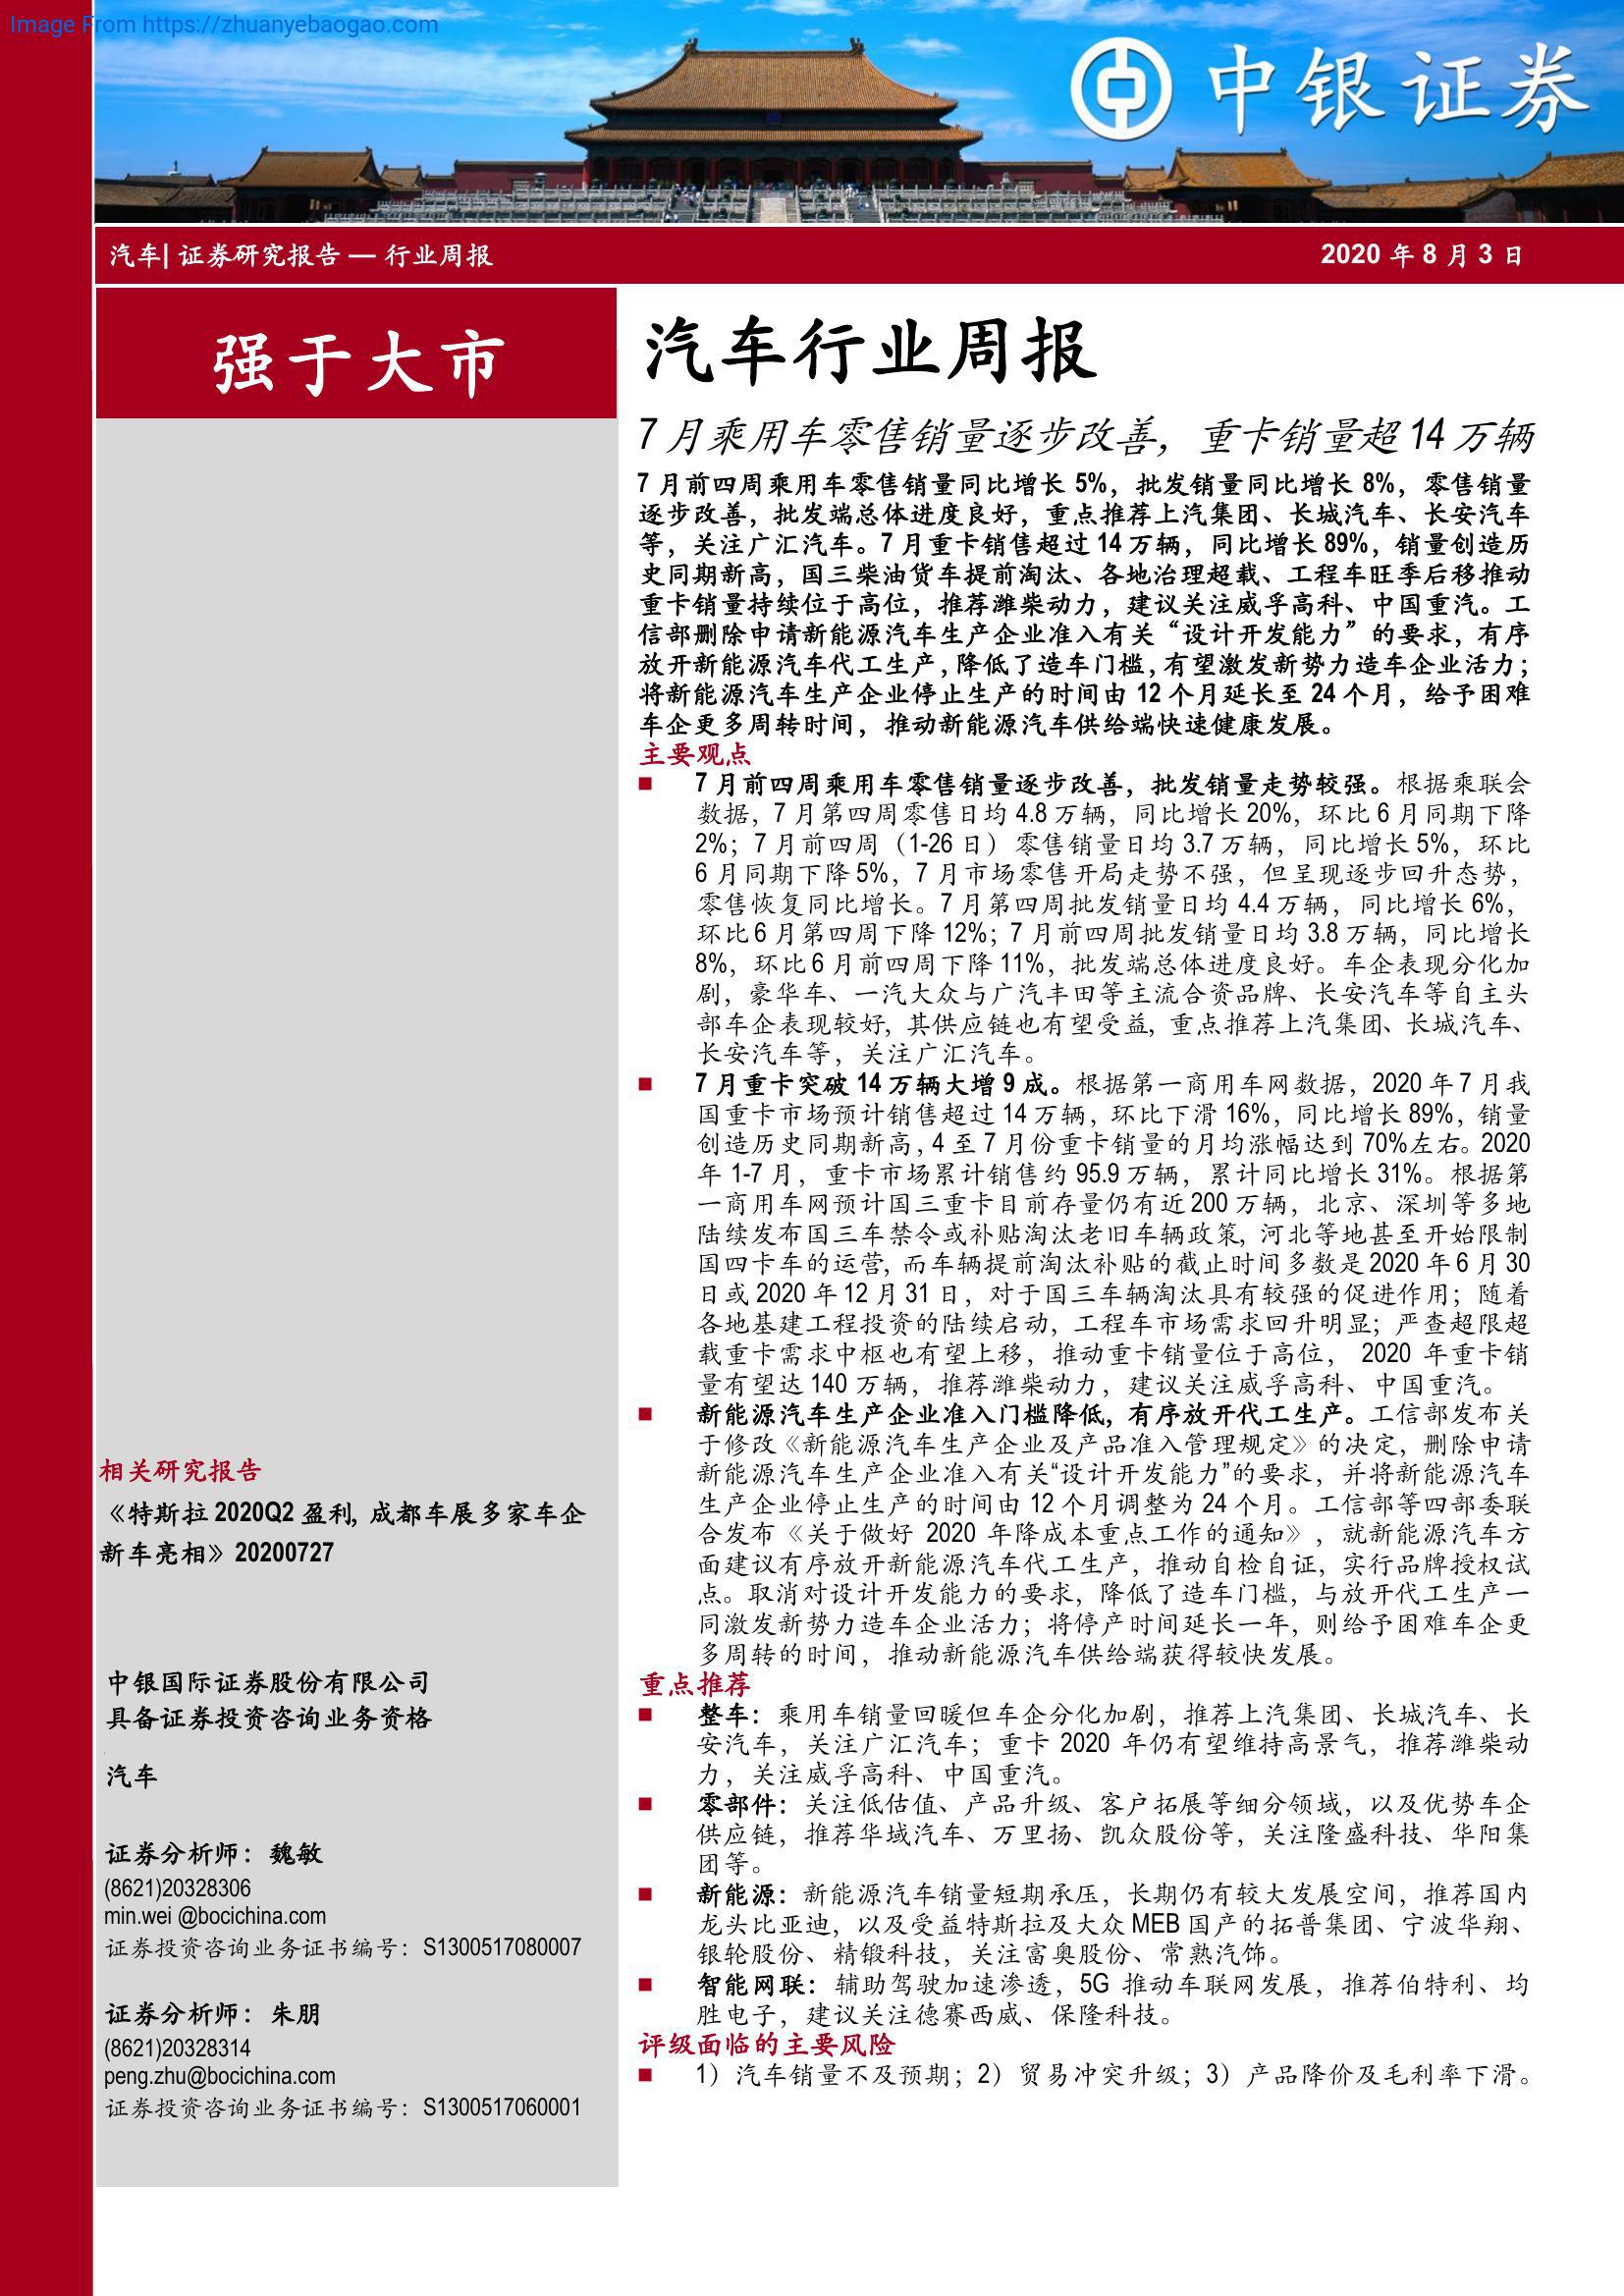 Image From https://zhuanyebaogao.com
中银证券
汽车| 证券研究报告 — 行业周报
2020 年 8 月 3 日
强于大市
相关研究报告
《特斯拉 2020Q2 盈利, 成都车展多家车企
新车亮相》20200727
中银国际证券股份有限公司
具备证券投资咨询业务资格
汽车
证券分析师：魏敏
(8621)20328306
min.wei @bocichina.com
证券投资咨询业务证书编号：S1300517080007
证券分析师：朱朋
(8621)20328314
peng.zhu@bocichina.com
证券投资咨询业务证书编号：S1300517060001
汽车行业周报
7 月乘用车零售销量逐步改善，重卡销量超 14 万辆
7 月前四周乘用车零售销量同比增长 5%，批发销量同比增长 8%，零售销量
逐步改善，批发端总体进度良好，重点推荐上汽集团、长城汽车、长安汽车
等，关注广汇汽车。7 月重卡销售超过 14 万辆，同比增长 89%，销量创造历
史同期新高，国三柴油货车提前淘汰、各地治理超载、工程车旺季后移推动
重卡销量持续位于高位，推荐潍柴动力，建议关注威孚高科、中国重汽。工
信部删除申请新能源汽车生产企业准入有关“设计开发能力”的要求，有序
放开新能源汽车代工生产，降低了造车门槛，有望激发新势力造车企业活力；
将新能源汽车生产企业停止生产的时间由 12 个月延长至 24 个月，给予困难
车企更多周转时间，推动新能源汽车供给端快速健康发展。
主要观点
■ 7 月前四周乘用车零售销量逐步改善，批发销量走势较强。根据乘联会
数据，7 月第四周零售日均 4.8 万辆，同比增长 20%，环比 6 月同期下降
2%；7 月前四周（1-26 日）零售销量日均 3.7 万辆，同比增长 5%，环比
6 月同期下降 5%，7 月市场零售开局走势不强，但呈现逐步回升态势，
零售恢复同比增长。7 月第四周批发销量日均 4.4 万辆，同比增长 6%，
环比 6 月第四周下降 12%；7 月前四周批发销量日均 3.8 万辆，同比增长
8%，环比 6 月前四周下降 11%，批发端总体进度良好。车企表现分化加
剧，豪华车、一汽大众与广汽丰田等主流合资品牌、长安汽车等自主头
部车企表现较好, 其供应链也有望受益, 重点推荐上汽集团、长城汽车、
长安汽车等，关注广汇汽车。
■ 7 月重卡突破 14 万辆大增 9 成。根据第一商用车网数据，2020 年 7 月我
国重卡市场预计销售超过 14 万辆，环比下滑 16%，同比增长 89%，销量
创造历史同期新高，4 至 7 月份重卡销量的月均涨幅达到 70%左右。2020
年 1-7 月，重卡市场累计销售约 95.9 万辆，累计同比增长 31%。根据第
一商用车网预计国三重卡目前存量仍有近 200 万辆，北京、深圳等多地
陆续发布国三车禁令或补贴淘汰老旧车辆政策, 河北等地甚至开始限制
国四卡车的运营, 而车辆提前淘汰补贴的截止时间多数是 2020 年 6 月 30
日或 2020 年 12 月 31 日，对于国三车辆淘汰具有较强的促进作用；随着
各地基建工程投资的陆续启动，工程车市场需求回升明显；严查超限超
载重卡需求中枢也有望上移，推动重卡销量位于高位， 2020 年重卡销
量有望达 140 万辆，推荐潍柴动力，建议关注威孚高科、中国重汽。
■ 新能源汽车生产企业准入门槛降低, 有序放开代工生产。工信部发布关
于修改《新能源汽车生产企业及产品准入管理规定》的决定，删除申请
新能源汽车生产企业准入有关“设计开发能力”的要求，并将新能源汽车
生产企业停止生产的时间由 12 个月调整为 24 个月。工信部等四部委联
合发布《关于做好 2020 年降成本重点工作的通知》，就新能源汽车方
面建议有序放开新能源汽车代工生产，推动自检自证，实行品牌授权试
点。取消对设计开发能力的要求，降低了造车门槛，与放开代工生产一
同激发新势力造车企业活力；将停产时间延长一年，则给予困难车企更
多周转的时间，推动新能源汽车供给端获得较快发展。
重点推荐
■ 整车：乘用车销量回暖但车企分化加剧，推荐上汽集团、长城汽车、长
安汽车，关注广汇汽车；重卡 2020 年仍有望维持高景气，推荐潍柴动
力，关注威孚高科、中国重汽。
■ 零部件：关注低估值、产品升级、客户拓展等细分领域，以及优势车企
供应链，推荐华域汽车、万里扬、凯众股份等，关注隆盛科技、华阳集
团等。
■ 新能源：新能源汽车销量短期承压，长期仍有较大发展空间，推荐国内
龙头比亚迪，以及受益特斯拉及大众 MEB 国产的拓普集团、宁波华翔、
银轮股份、精锻科技，关注富奥股份、常熟汽饰。
■ 智能网联：辅助驾驶加速渗透，5G 推动车联网发展，推荐伯特利、均
胜电子，建议关注德赛西威、保隆科技。
评级面临的主要风险
■ 1）汽车销量不及预期；2）贸易冲突升级；3）产品降价及毛利率下滑。